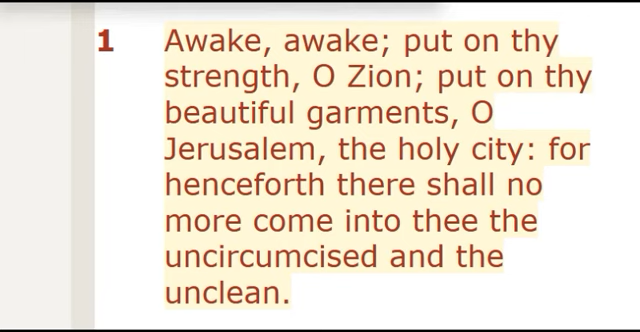 1 Awake, awake; put on thy
strength, O Zion; put on thy
beautiful garments, O
Jerusalem, the holy city: for
henceforth there shall no
more come into thee the
uncircumcised and the
unclean.